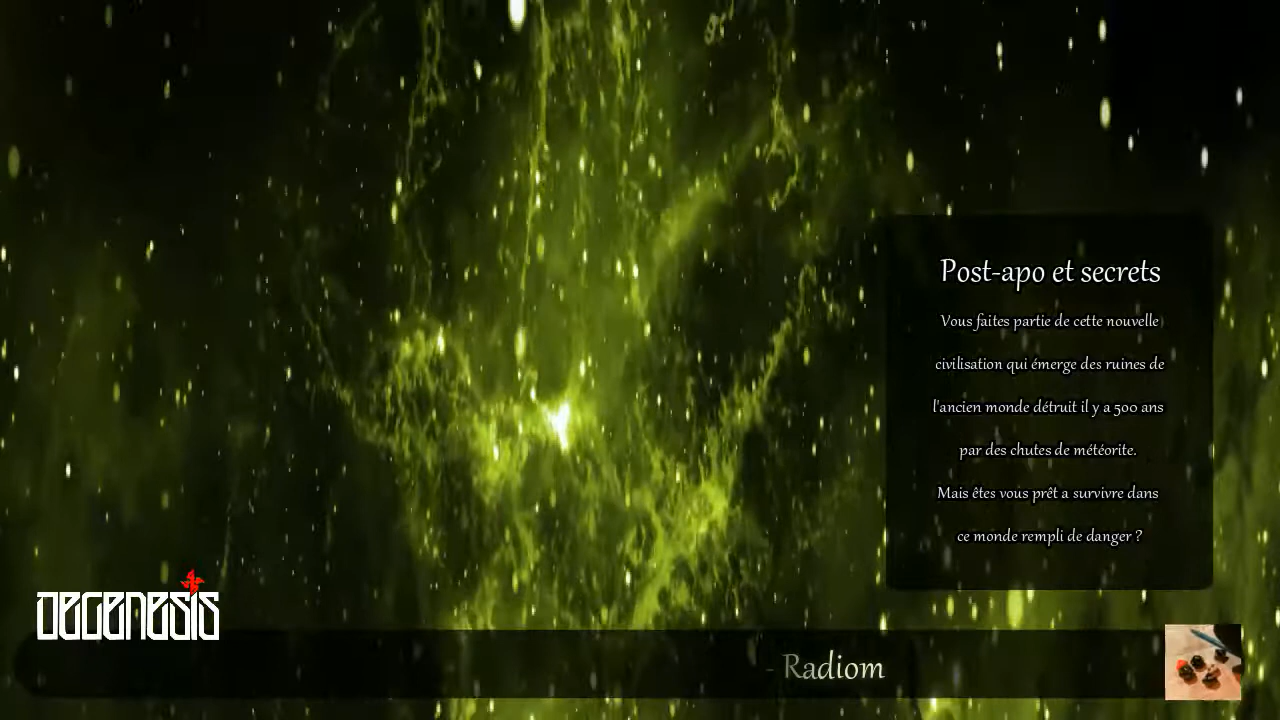 Post-apo et secrets
Vous faites partie de cette nouvelle
civilisation qui émerge des ruines de
l'ancien monde détruit il y a 500 ans
par des chutes de météorite.
Mais êtes vous prêt a survivre dans
ce monde rempli de danger ?
DEGENESIS
- Radiom